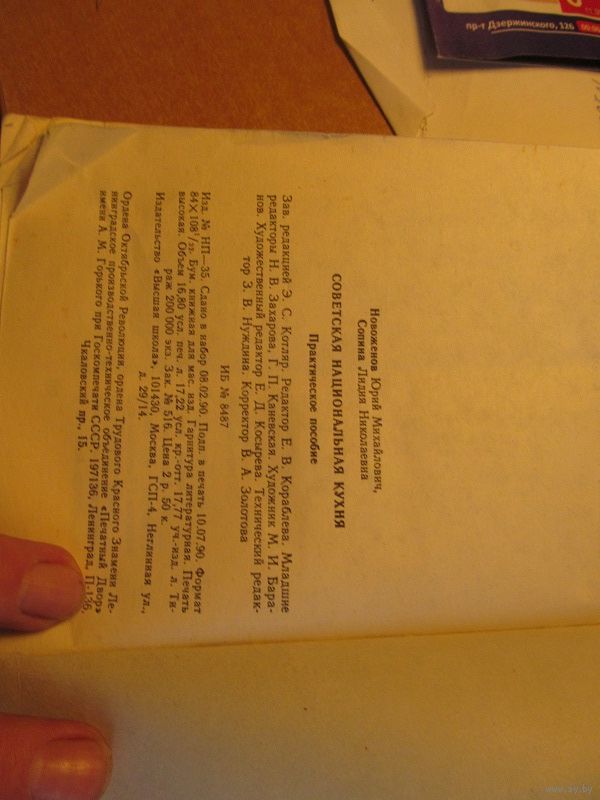 пр-т Дзержинского, 126
Новоженов Юрий Михайлович,
Сопина Лидия Николаевна
СОВЕТСКАЯ НАЦИОНАЛЬНАЯ КУХНЯ
Практическое пособие
Зав. редакцией Э. С. Котляр. Редактор Е. В. Кораблева. Младшие
редакторы Н. В. Захарова, Г. П. Каневская. Художник М. И. Бара-
нов. Художественный редактор Е. Д. Косырева. Технический редак-
тор З. В. Нуждина. Корректор В. А. Золотова
ИБ № 8487
Изд. № НП—35. Сдано в набор 08.02.90. Подп. в печать 10.07.90. Формат
84×108¹/₃₂. Бум. книжная для мас. изд. Гарнитура литературная. Печать
высокая. Объем 16,80 усл. печ. л. 17,22 усл. кр.-отт. 17,77 уч.-изд. л. Ти-
раж 200 000 экз. Зак. № 516. Цена 2 р. 50 к.
Издательство «Высшая школа», 101430, Москва, ГСП-4, Неглинная ул.,
д. 29/14.
Ордена Октябрьской Революции, ордена Трудового Красного Знамени Ле-
нинградское производственно-техническое объединение «Печатный Двор»
имени А. М. Горького при Госкомпечати СССР. 197136, Ленинград, П-136,
Чкаловский пр., 15.
www.ay.by